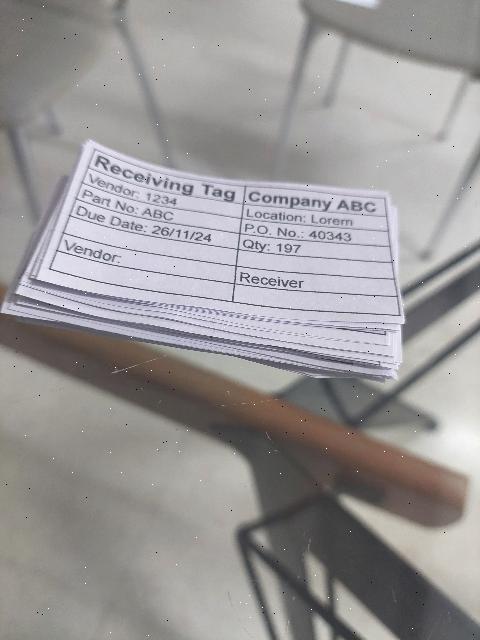 Receiving Tag Company ABC
Vendor: 1234 Location: Lorem
Part No: ABC P.O. No.: 40343
Due Date: 26/11/24 Qty: 197
Vendor: Receiver